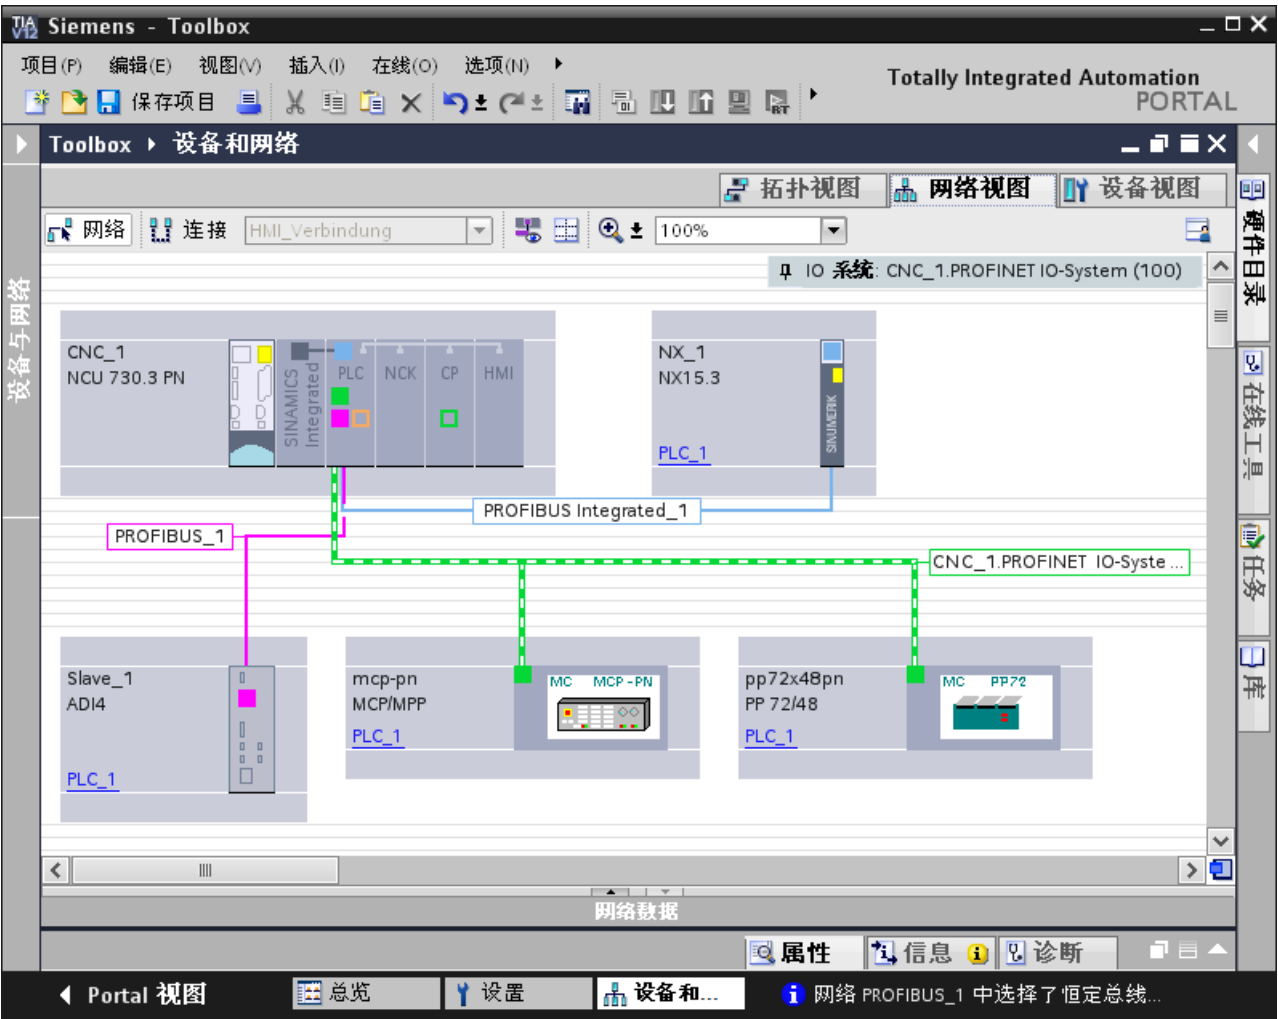 TIA V12 Siemens - Toolbox
项目(P) 编辑(E) 视图(V) 插入(I) 在线(O) 选项(N)
Totally Integrated Automation
PORTAL
保存项目
Toolbox 设备和网络
拓扑视图 网络视图 设备视图
网络 连接 HMI_Verbindung 100%
IO 系统: CNC_1.PROFINET IO-System (100)
CNC_1
NCU 730.3 PN
SINAMICS
Integrated
PLC NCK CP HMI
NX_1
NX15.3
PLC_1
SINUMERIK
PROFIBUS Integrated_1
PROFIBUS_1
CNC_1.PROFINET IO-Syste ...
Slave_1
ADI4
PLC_1
mcp-pn
MCP/MPP
PLC_1
MC MCP-PN
pp72x48pn
PP 72/48
PLC_1
MC PP72
网络数据
属性 信息 诊断
Portal 视图 总览 设置 设备和... 网络 PROFIBUS_1 中选择了恒定总线...
设备与网络
硬件目录
在线工具
任务
库